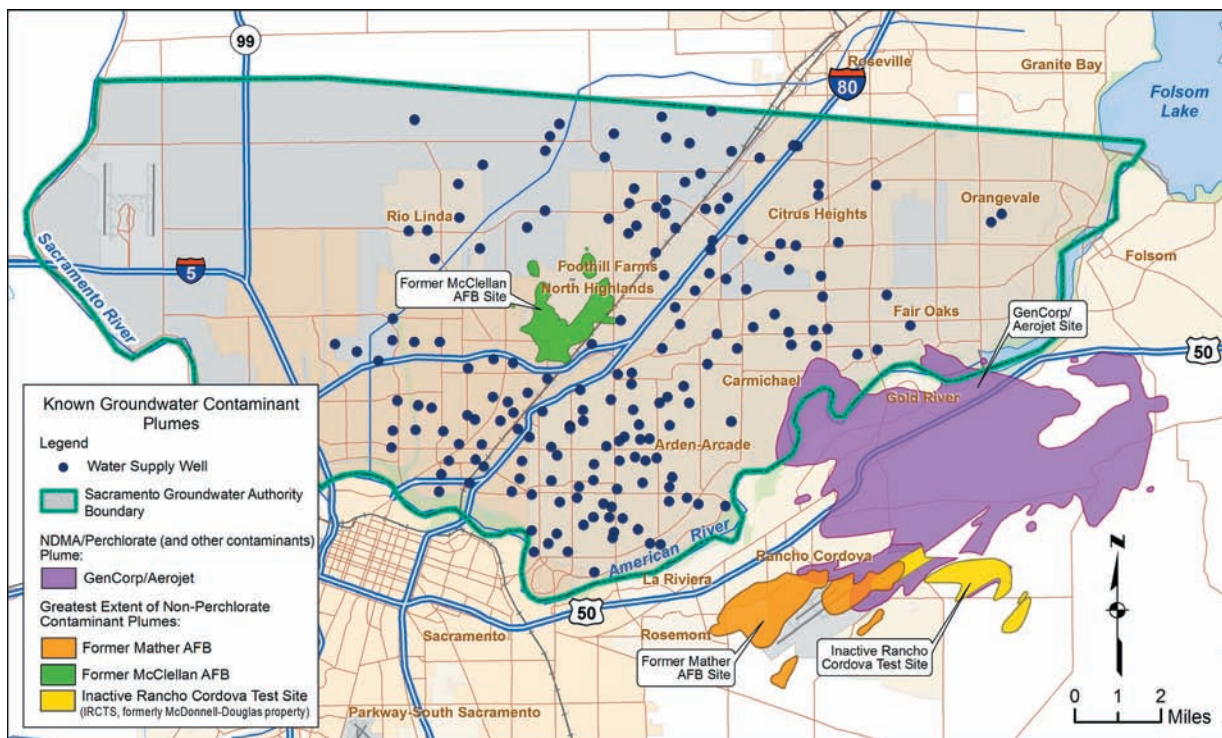 99
Roseville
Granite Bay
80
Folsom
Lake
Orangevale
Rio Linda
Citrus Heights
Sacramento River
5
Foothill Farms
North Highlands
Former McClellan
AFB Site
Folsom
Fair Oaks
GenCorp/
Aerojet Site
50
Carmichael
Gold River
Arden-Arcade
American River
Rancho Cordova
La Riviera
50
Sacramento
Rosemont
Former Mather
AFB Site
Inactive Rancho
Cordova Test Site
Parkway-South Sacramento
Known Groundwater Contaminant
Plumes
Legend
Water Supply Well
Sacramento Groundwater Authority
Boundary
NDMA/Perchlorate (and other contaminants)
Plume:
GenCorp/Aerojet
Greatest Extent of Non-Perchlorate
Contaminant Plumes:
Former Mather AFB
Former McClellan AFB
Inactive Rancho Cordova Test Site
(IRCTS, formerly McDonnell-Douglas property)
N
0 1 2
Miles